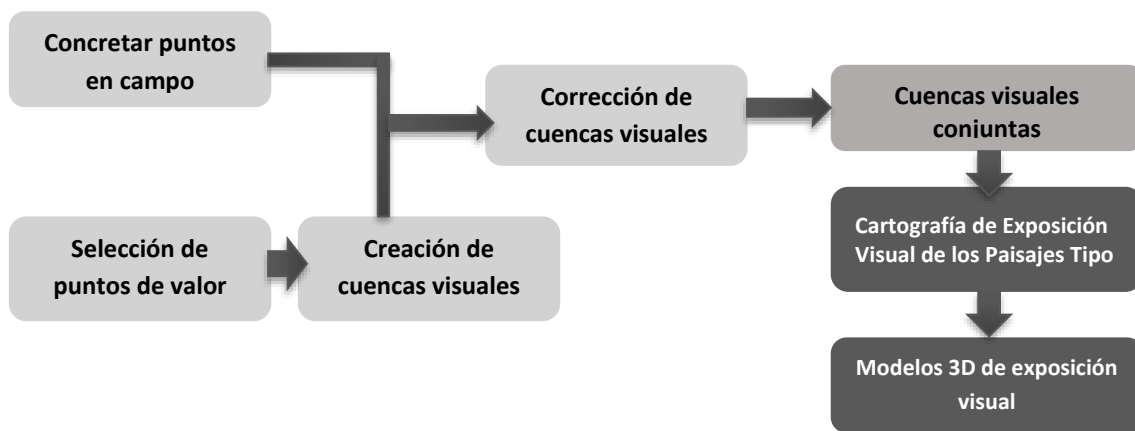 Concretar puntos
en campo
Selección de
puntos de valor
Creación de
cuencas visuales
Corrección de
cuencas visuales
Cuencas visuales
conjuntas
Cartografía de Exposición
Visual de los Paisajes Tipo
Modelos 3D de exposición
visual